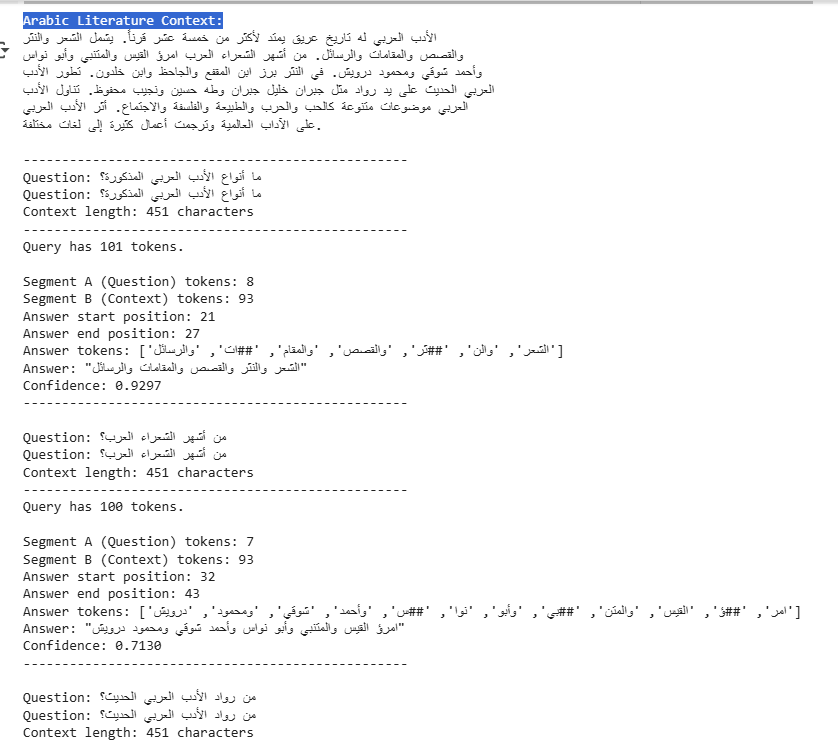 Arabic Literature Context:
الأدب العربي له تاريخ عريق يمتد لأكثر من خمسة عشر قرناً. يشمل الشعر والنثر
والقصص والمقامات والرسائل. من أشهر الشعراء العرب امرؤ القيس والمتنبي وأبو نواس
وأحمد شوقي ومحمود درويش. في النثر برز ابن المقفع والجاحظ وابن خلدون. تطور الأدب
العربي الحديث على يد رواد مثل جبران خليل جبران وطه حسين ونجيب محفوظ. تناول الأدب
العربي موضوعات متنوعة كالحب والحرب والطبيعة والفلسفة والاجتماع. أثر الأدب العربي
على الآداب العالمية وترجمت أعمال كثيرة إلى لغات مختلفة.
--------------------------------------------------
Question: ما أنواع الأدب العربي المذكورة؟
Question: ما أنواع الأدب العربي المذكورة؟
Context length: 451 characters
--------------------------------------------------
Query has 101 tokens.
Segment A (Question) tokens: 8
Segment B (Context) tokens: 93
Answer start position: 21
Answer end position: 27
Answer tokens: ['الشعر', 'والن', '##ثر', 'والقصص', 'والمقام', '##ات', 'والرسائل']
Answer: "الشعر والنثر والقصص والمقامات والرسائل"
Confidence: 0.9297
--------------------------------------------------
Question: من أشهر الشعراء العرب؟
Question: من أشهر الشعراء العرب؟
Context length: 451 characters
--------------------------------------------------
Query has 100 tokens.
Segment A (Question) tokens: 7
Segment B (Context) tokens: 93
Answer start position: 32
Answer end position: 43
Answer tokens: ['امر', '##ؤ', 'القيس', 'والمتن', '##بي', 'وأبو', 'نوا', '##س', 'وأحمد', 'شوقي', 'ومحمود', 'درويش']
Answer: "امرؤ القيس والمتنبي وأبو نواس وأحمد شوقي ومحمود درويش"
Confidence: 0.7130
--------------------------------------------------
Question: من رواد الأدب العربي الحديث؟
Question: من رواد الأدب العربي الحديث؟
Context length: 451 characters